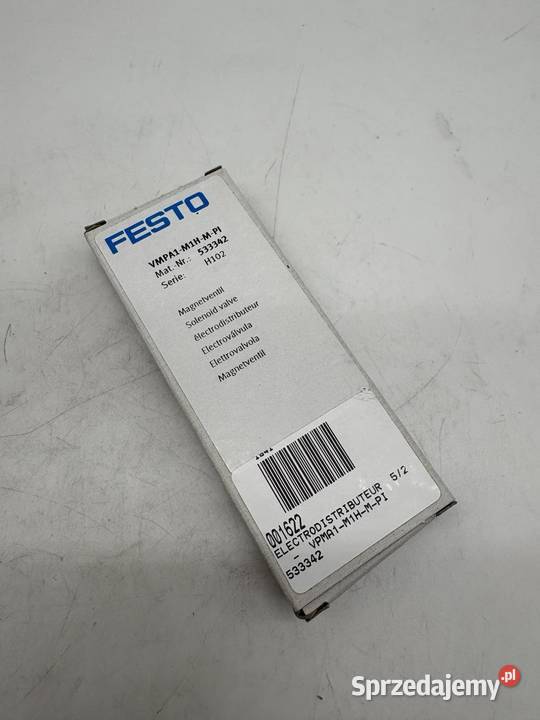 FESTO
VMPA1-M1H-M-PI
Mat.-Nr.: 533342
Serie: H102
Magnetventil
Solenoid valve
électrodistributeur
Electroválvula
Elettrovalvola
Magnetventil
001622
ELECTRODISTRIBUTEUR 5/2
- VPMA1-M1H-M-PI
533342
Sprzedajemy.pl